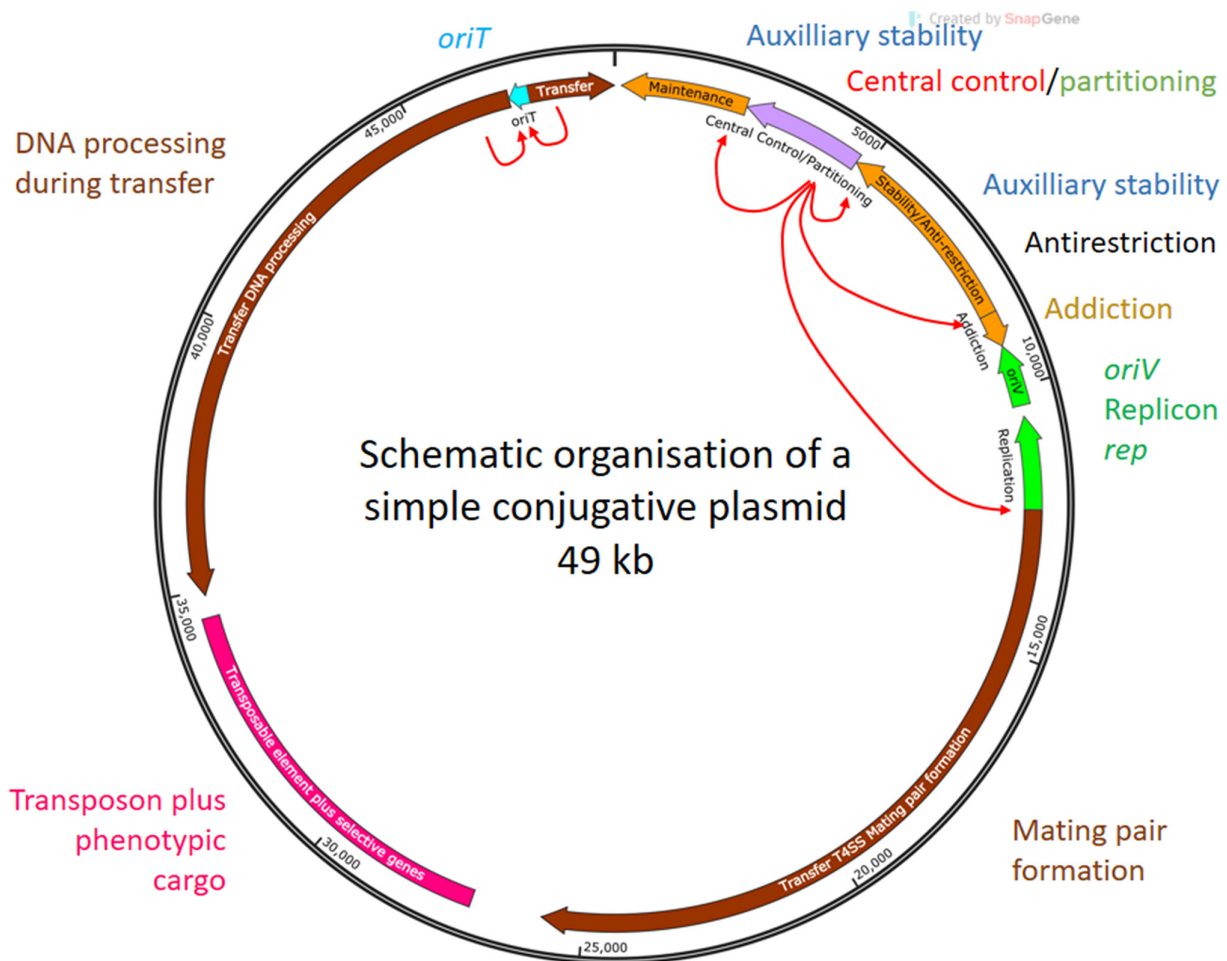 Created by SnapGene
oriT
Auxilliary stability
Central control/partitioning
Transfer
oriT
Maintenance
Central Control/Partitioning
45,000
5000
DNA processing
during transfer
Auxilliary stability
Antirestriction
Stability/Anti-restriction
Addiction
Addiction
Transfer DNA processing
40,000
10,000
oriV
oriV
Replicon
rep
Replication
Schematic organisation of a
simple conjugative plasmid
49 kb
35,000
15,000
Transposable element plus selective genes
Transfer T4SS Mating pair formation
Transposon plus
phenotypic
cargo
30,000
20,000
Mating pair
formation
25,000